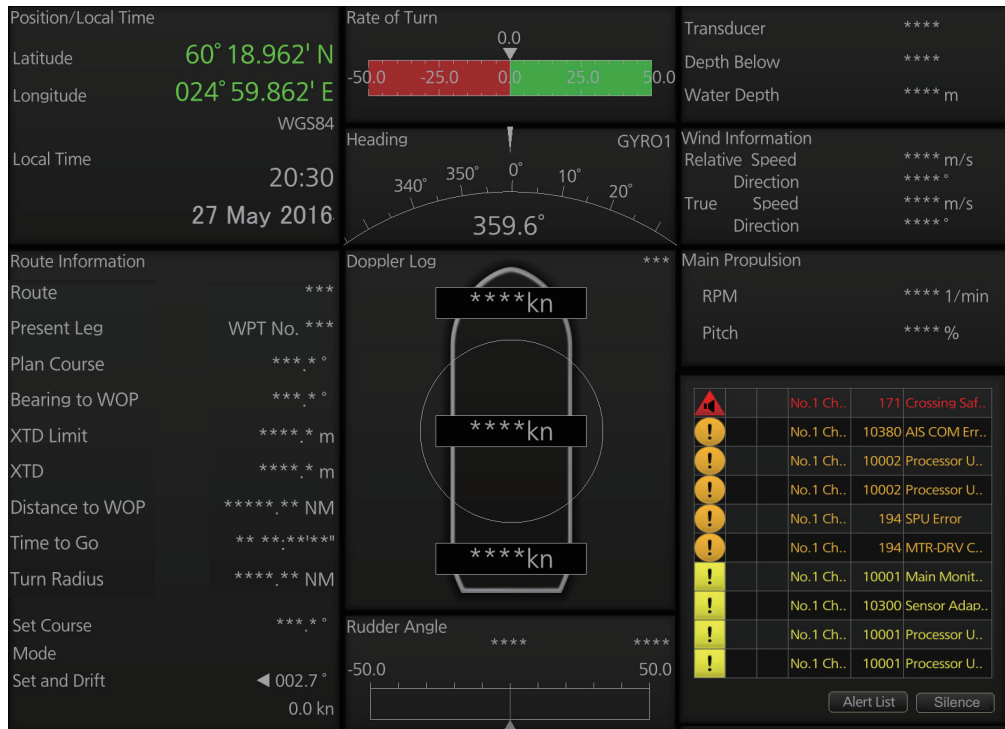 Position/Local Time
Latitude 60° 18.962' N
Longitude 024° 59.862' E
WGS84
Local Time
20:30
27 May 2016
Rate of Turn
0.0
-50.0 -25.0 0.0 25.0 50.0
Heading GYRO1
340° 350° 0° 10° 20°
359.6°
Transducer ****
Depth Below ****
Water Depth **** m
Wind Information
Relative Speed **** m/s
Direction **** °
True Speed **** m/s
Direction **** °
Route Information
Route ***
Present Leg WPT No. ***
Plan Course ***.* °
Bearing to WOP ***.* °
XTD Limit ****.* m
XTD ****.* m
Distance to WOP *****.** NM
Time to Go ** **:**'**"
Turn Radius ****.** NM
Set Course ***.* °
Mode
Set and Drift ◀ 002.7 °
0.0 kn
Doppler Log ***
****kn
****kn
****kn
Rudder Angle
**** ****
-50.0 50.0
Main Propulsion
RPM **** 1/min
Pitch **** %
No.1 Ch.. 171 Crossing Saf..
! No.1 Ch.. 10380 AIS COM Err..
! No.1 Ch.. 10002 Processor U..
! No.1 Ch.. 10002 Processor U..
! No.1 Ch.. 194 SPU Error
! No.1 Ch.. 194 MTR-DRV C..
! No.1 Ch.. 10001 Main Monit..
! No.1 Ch.. 10300 Sensor Adap..
! No.1 Ch.. 10001 Processor U..
! No.1 Ch.. 10001 Processor U..
Alert List Silence